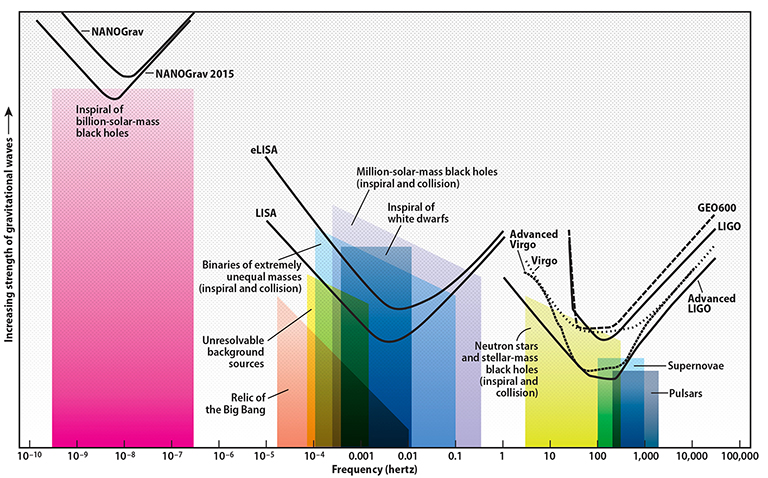 NANOGrav
NANOGrav 2015
Inspiral of
billion-solar-mass
black holes
Increasing strength of gravitational waves
eLISA
LISA
Million-solar-mass black holes
(inspiral and collision)
Inspiral of
white dwarfs
Binaries of extremely
unequal masses
(inspiral and collision)
Unresolvable
background
sources
Relic of
the Big Bang
Advanced
Virgo
Virgo
GEO600
LIGO
Advanced
LIGO
Neutron stars
and stellar-mass
black holes
(inspiral and
collision)
Supernovae
Pulsars
10⁻¹⁰ 10⁻⁹ 10⁻⁸ 10⁻⁷ 10⁻⁶ 10⁻⁵ 10⁻⁴ 0.001 0.01 0.1 1 10 100 1,000 10,000 100,000
Frequency (hertz)